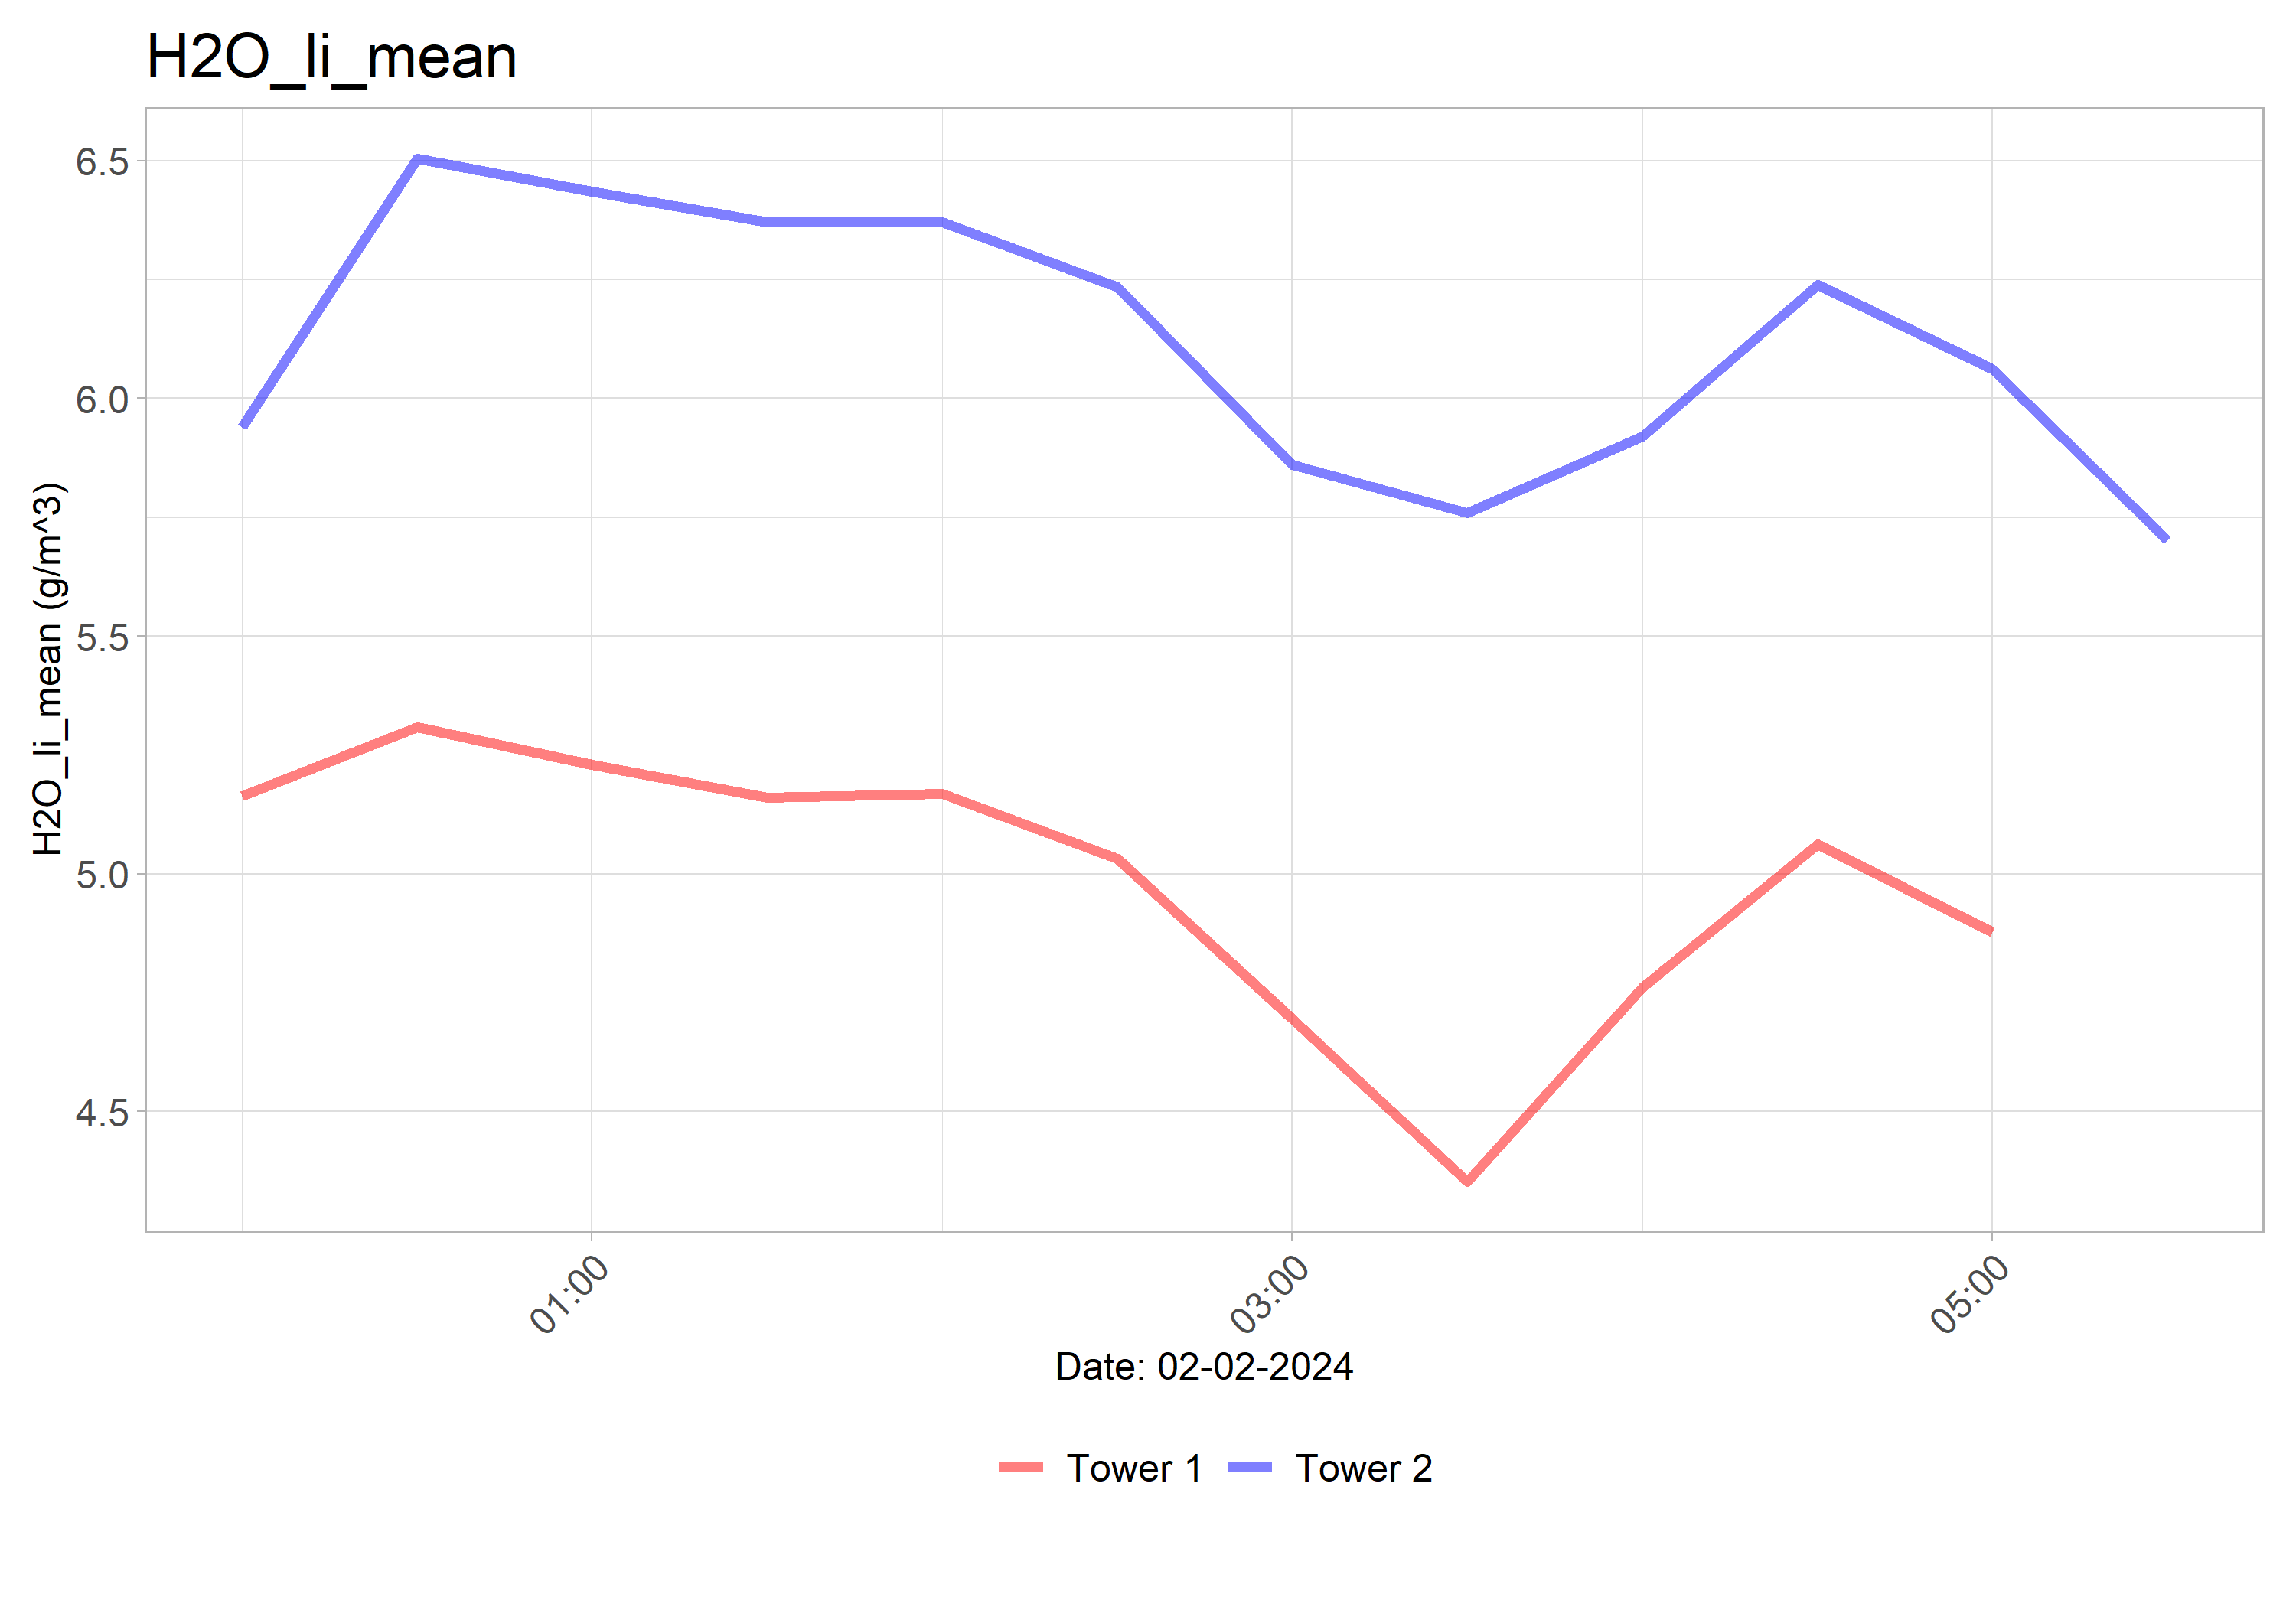 H2O_li_mean
H2O_li_mean (g/m^3)
6.5
6.0
5.5
5.0
4.5
01:00
03:00
05:00
Date: 02-02-2024
Tower 1
Tower 2